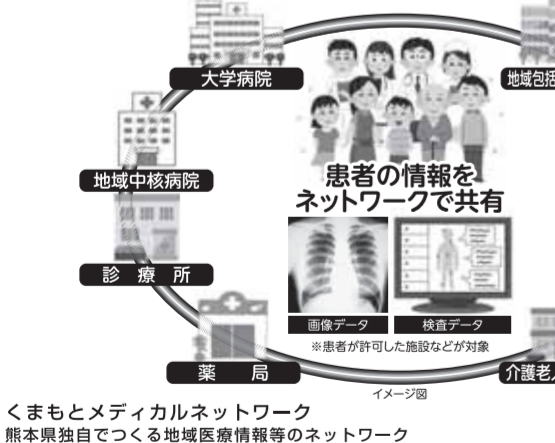 大学病院
地域包括
地域中核病院
患者の情報を
ネットワークで共有
診療所
画像データ
検査データ
※患者が許可した施設などが対象
薬局
介護老人
イメージ図
くまもとメディカルネットワーク
熊本県独自でつくる地域医療情報等のネットワーク